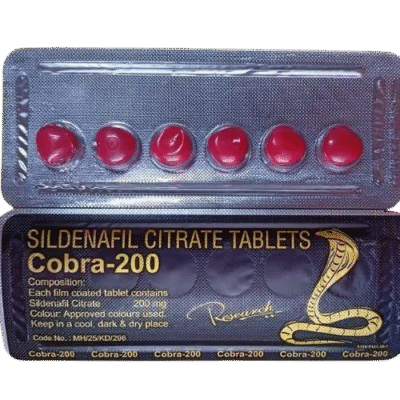 SILDENAFIL CITRATE TABLETS
Cobra-200
Composition:
Each film coated tablet contains
Sildenafil Citrate 200 mg
Colour: Approved colours used.
Keep in a cool, dark & dry place
Research
Code No. : MH/25/KD/296
Cobra-200 Cobra-200 Cobra-200 Cobra-200 Cobra-200 Cobra-200